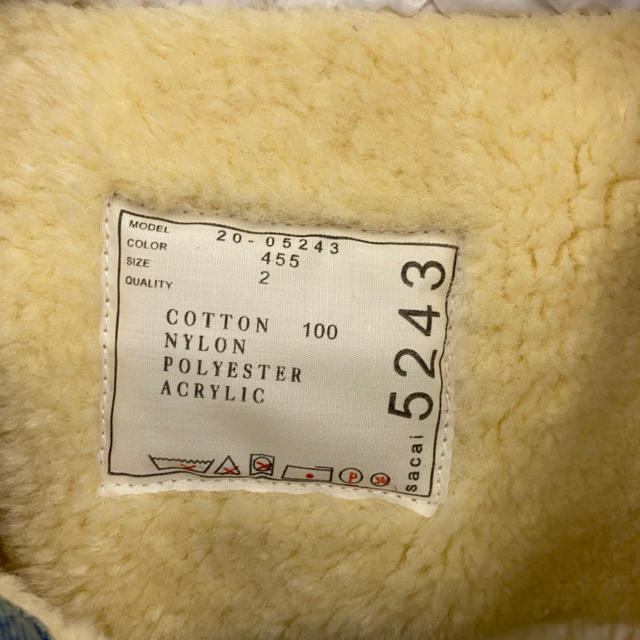 MODEL 20-05243
COLOR 455
SIZE 2
QUALITY
COTTON 100
NYLON
POLYESTER
ACRYLIC
P
sacai 5243